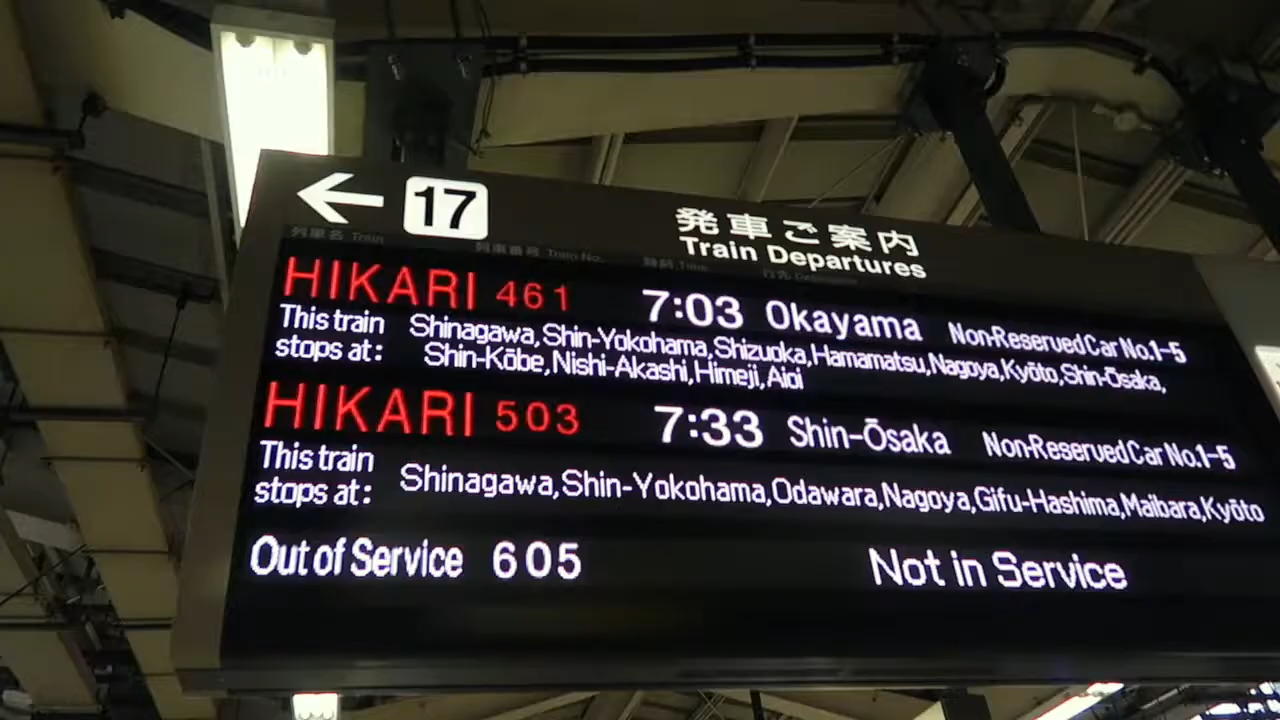 ← 17
発車ご案内
Train Departures
列車名 Train 列車番号 Train No. 時刻 Time 行先
HIKARI 461 7:03 Okayama Non-Reserved Car No.1-5
This train stops at: Shinagawa,Shin-Yokohama,Shizuoka,Hamamatsu,Nagoya,Kyōto,Shin-Ōsaka,
Shin-Kōbe,Nishi-Akashi,Himeji,Aioi
HIKARI 503 7:33 Shin-Ōsaka Non-Reserved Car No.1-5
This train stops at: Shinagawa,Shin-Yokohama,Odawara,Nagoya,Gifu-Hashima,Maibara,Kyōto
Out of Service 605 Not in Service